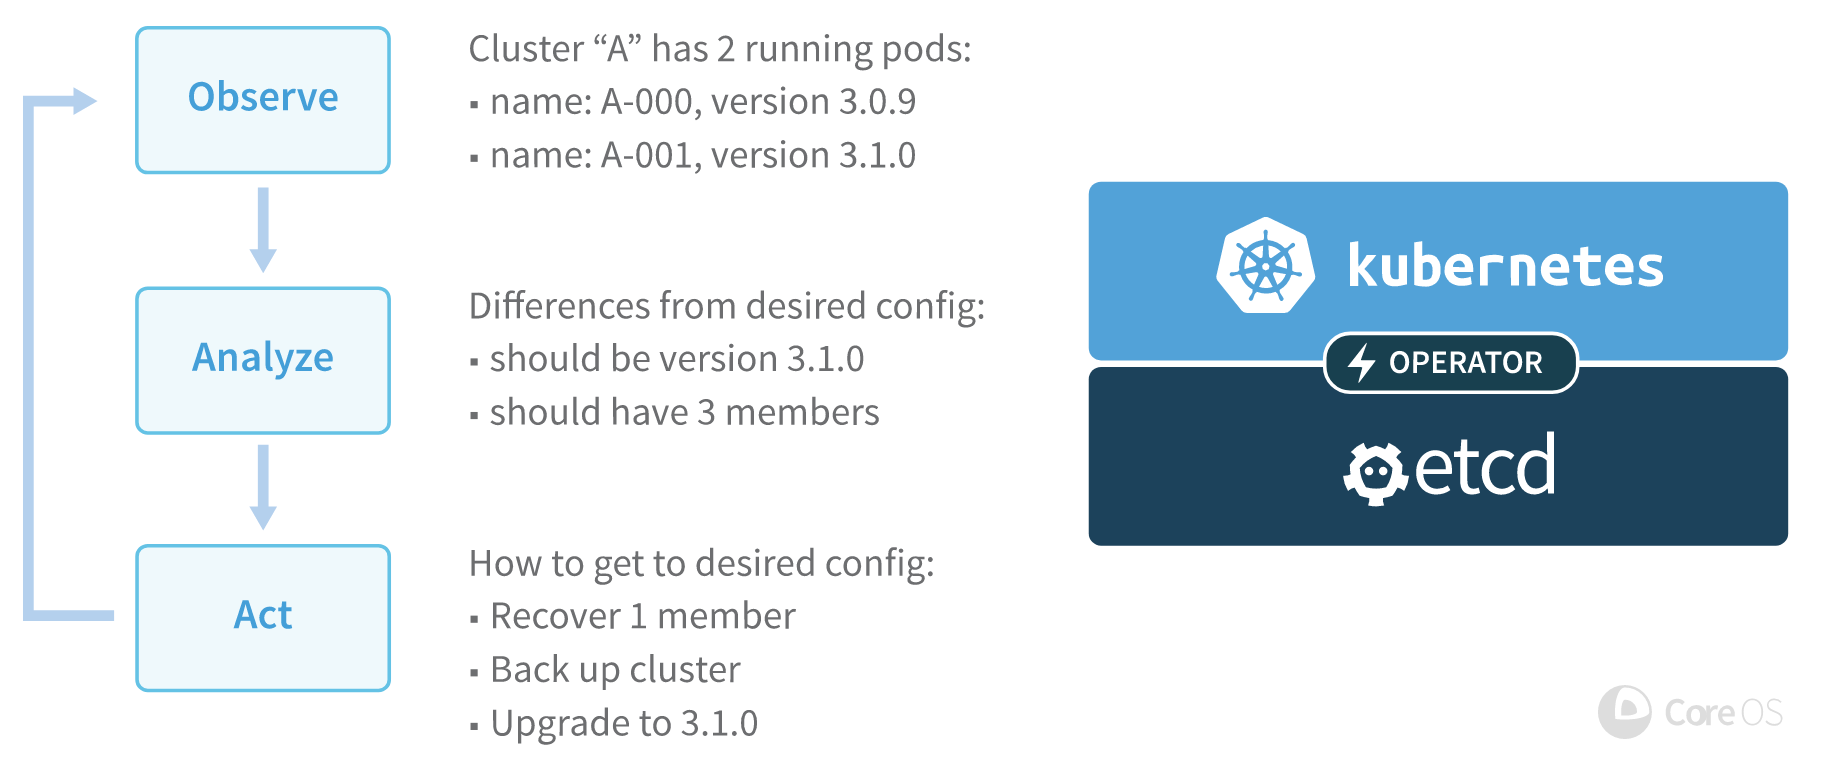 Observe
Cluster “A” has 2 running pods:
▪ name: A-000, version 3.0.9
▪ name: A-001, version 3.1.0
Analyze
Differences from desired config:
▪ should be version 3.1.0
▪ should have 3 members
Act
How to get to desired config:
▪ Recover 1 member
▪ Back up cluster
▪ Upgrade to 3.1.0
kubernetes
OPERATOR
etcd
CoreOS